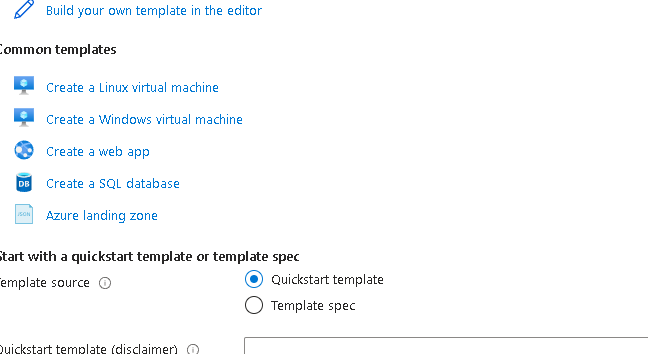 Build your own template in the editor
Common templates
Create a Linux virtual machine
Create a Windows virtual machine
Create a web app
DB Create a SQL database
JSON Azure landing zone
Start with a quickstart template or template spec
Template source
Quickstart template
Template spec
Quickstart template (disclaimer)